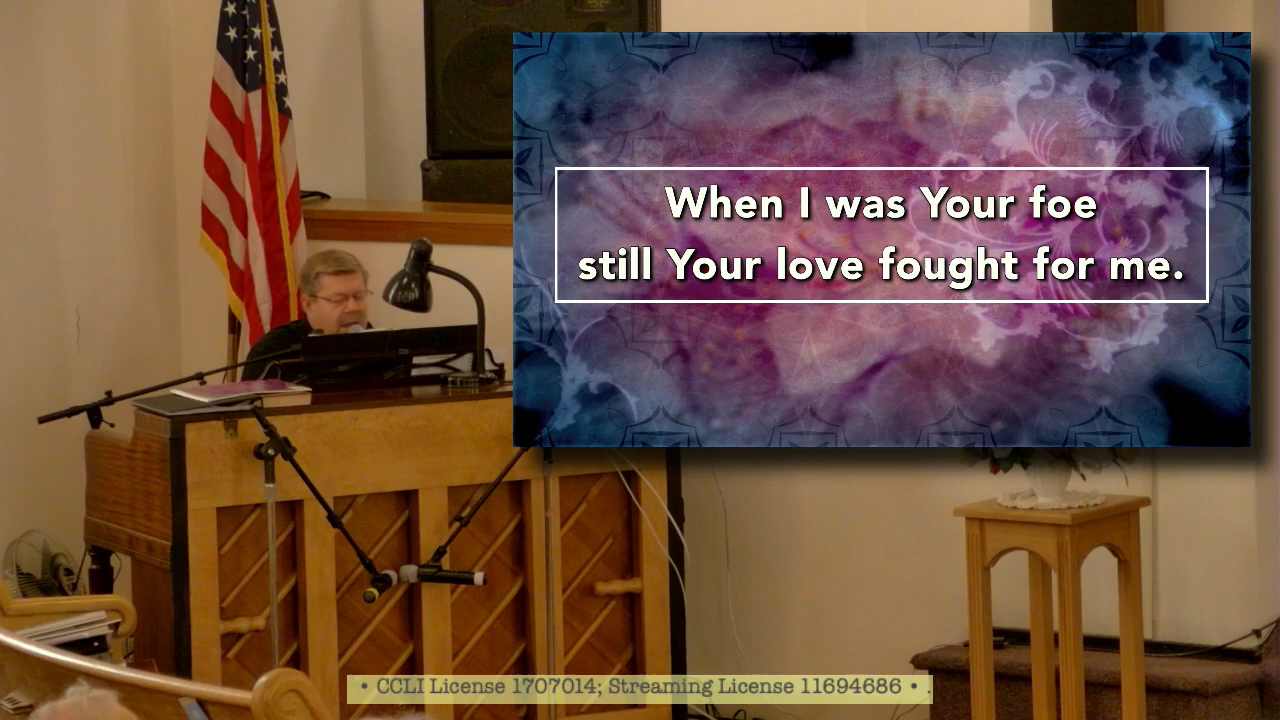 When I was Your foe
still Your love fought for me.
• CCLI License 1707014; Streaming License 11694686 • .